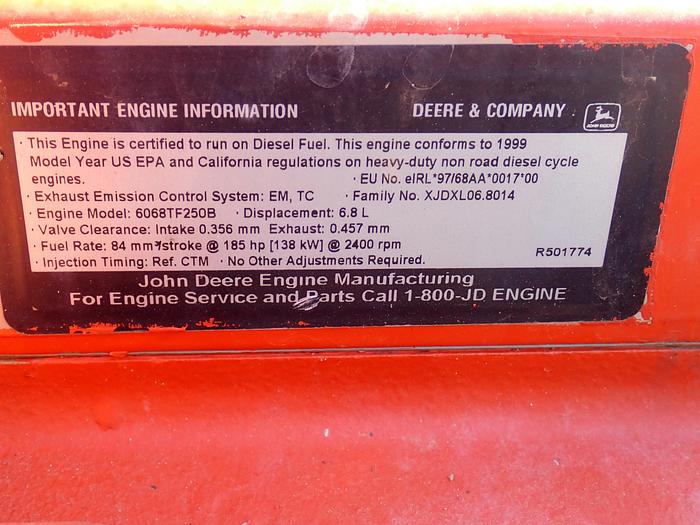 IMPORTANT ENGINE INFORMATION DEERE & COMPANY JOHN DEERE
· This Engine is certified to run on Diesel Fuel. This engine conforms to 1999
Model Year US EPA and California regulations on heavy-duty non road diesel cycle
engines. · EU No. eIRL*97/68AA*0017*00
· Exhaust Emission Control System: EM, TC · Family No. XJDXL06.8014
· Engine Model: 6068TF250B · Displacement: 6.8 L
· Valve Clearance: Intake 0.356 mm Exhaust: 0.457 mm
· Fuel Rate: 84 mm³/stroke @ 185 hp [138 kW] @ 2400 rpm
· Injection Timing: Ref. CTM · No Other Adjustments Required. R501774
John Deere Engine Manufacturing
For Engine Service and Parts Call 1-800-JD ENGINE